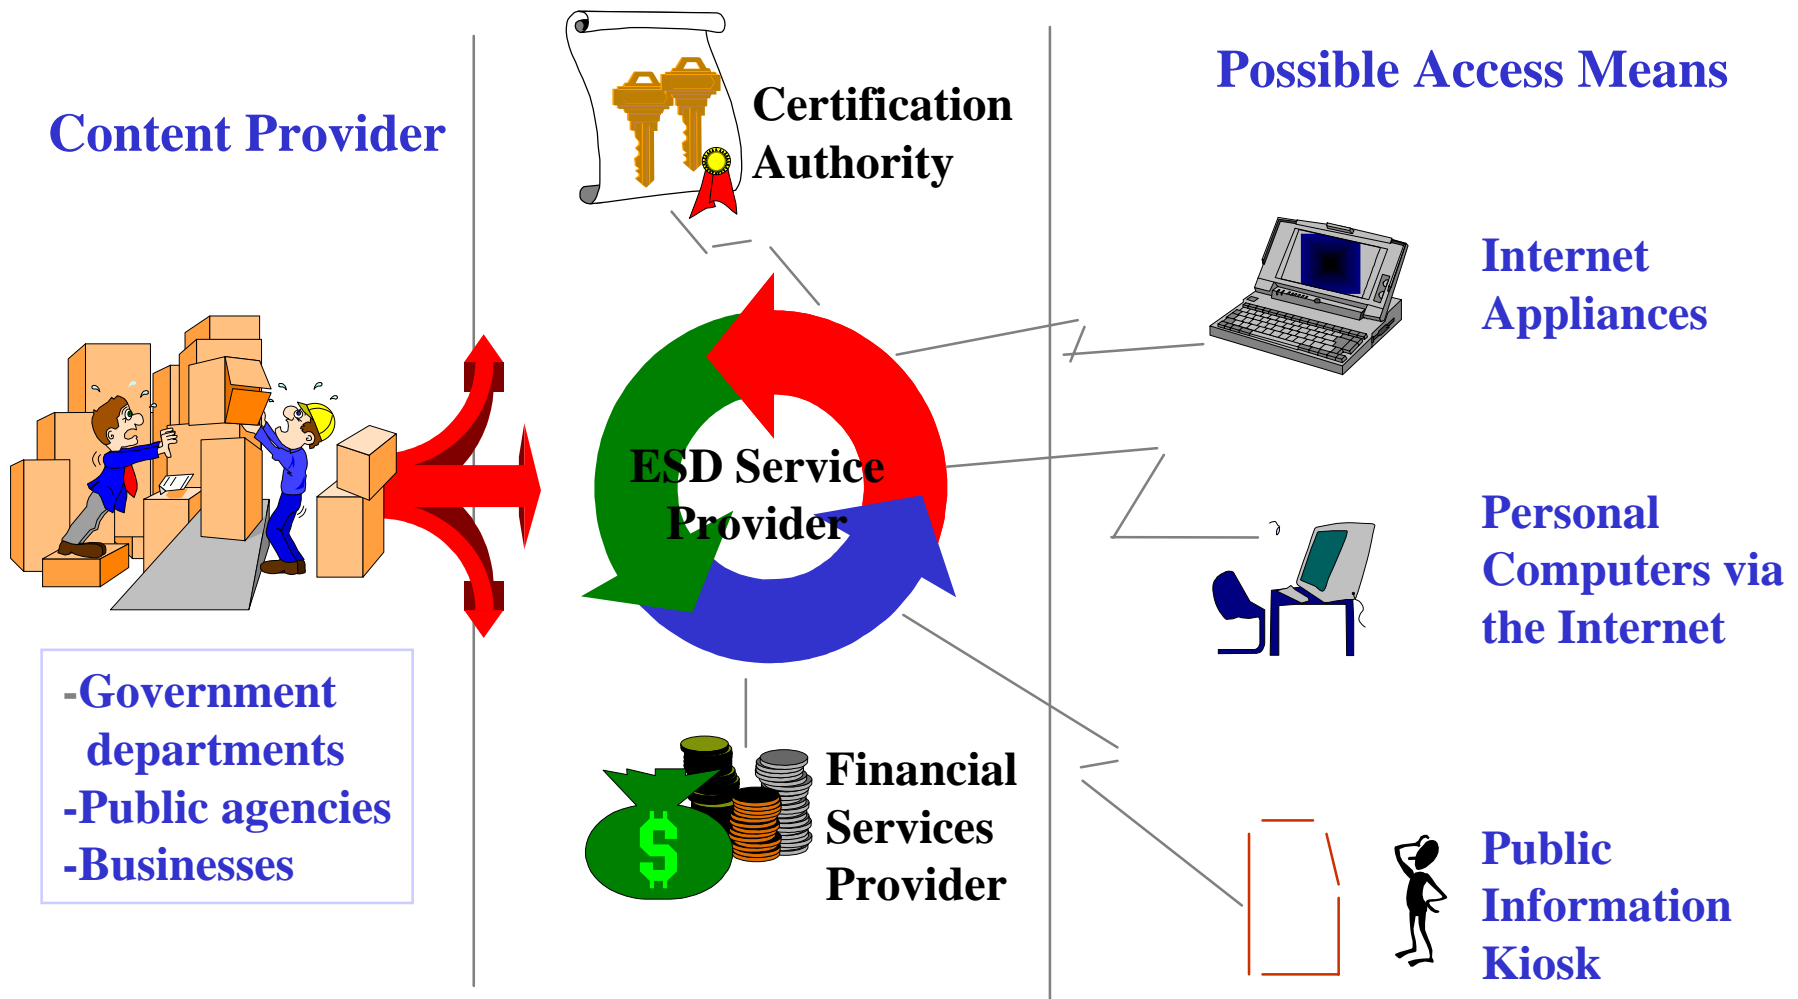 Content Provider
-Government
departments
-Public agencies
-Businesses
Certification
Authority
ESD Service
Provider
$
Financial
Services
Provider
Possible Access Means
Internet
Appliances
Personal
Computers via
the Internet
Public
Information
Kiosk